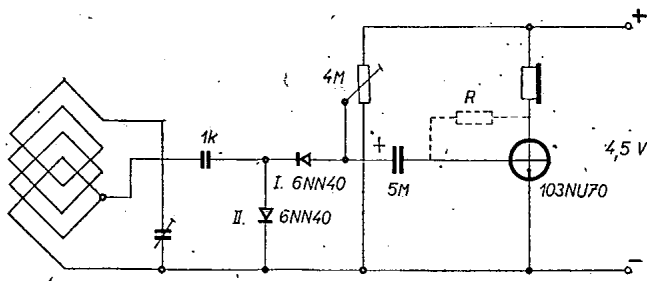 +
4M
R
1k
+
4,5 V
I. 6NN40
5M
103NU70
II. 6NN40
−